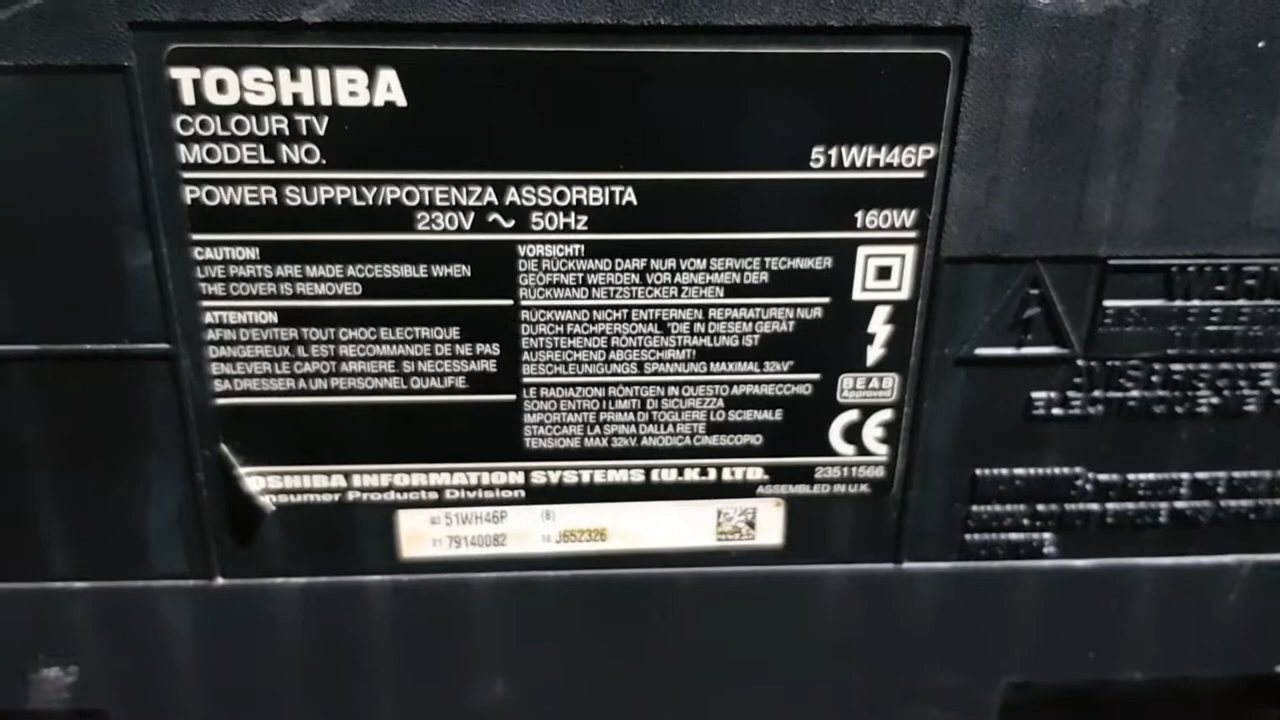 TOSHIBA
COLOUR TV
MODEL NO. 51WH46P
POWER SUPPLY/POTENZA ASSORBITA
230V ∼ 50Hz 160W
CAUTION!
LIVE PARTS ARE MADE ACCESSIBLE WHEN
THE COVER IS REMOVED
ATTENTION
AFIN D'EVITER TOUT CHOC ELECTRIQUE
DANGEREUX. IL EST RECOMMANDE DE NE PAS
ENLEVER LE CAPOT ARRIERE. SI NECESSAIRE
SA DRESSER A UN PERSONNEL QUALIFIE.
VORSICHT!
DIE RÜCKWAND DARF NUR VOM SERVICE TECHNIKER
GEÖFFNET WERDEN. VOR ABNEHMEN DER
RÜCKWAND NETZSTECKER ZIEHEN
RÜCKWAND NICHT ENTFERNEN. REPARATUREN NUR
DURCH FACHPERSONAL. "DIE IN DIESEM GERÄT
ENTSTEHENDE RÖNTGENSTRAHLUNG IST
AUSREICHEND ABGESCHIRMT!
BESCHLEUNIGUNGS. SPANNUNG MAXIMAL 32kV"
LE RADIAZIONI RÖNTGEN IN QUESTO APPARECCHIO
SONO ENTRO I LIMITI DI SICUREZZA
IMPORTANTE PRIMA DI TOGLIERE LO SCIENALE
STACCARE LA SPINA DALLA RETE
TENSIONE MAX 32kV. ANODICA CINESCOPIO
BEAB
Approved
CE
OSHIBA INFORMATION SYSTEMS (U.K.) LTD. 23511566
nsumer Products Division ASSEMBLED IN U.K.
51WH46P (8)
79140082 J652326